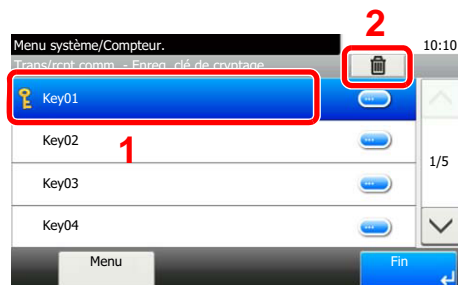 2
Menu système/Compteur.
10:10
Trans/rcpt comm. - Enreg. clé de cryptage
Key01
Key02
1
1/5
Key03
Key04
Menu
Fin